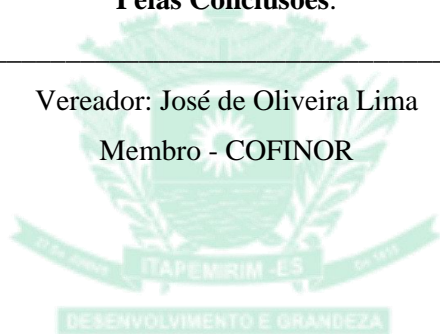 Pelas Conclusões.
Vereador: José de Oliveira Lima
Membro - COFINOR
ITAPEMIRIM - ES
DESENVOLVIMENTO E GRANDEZA